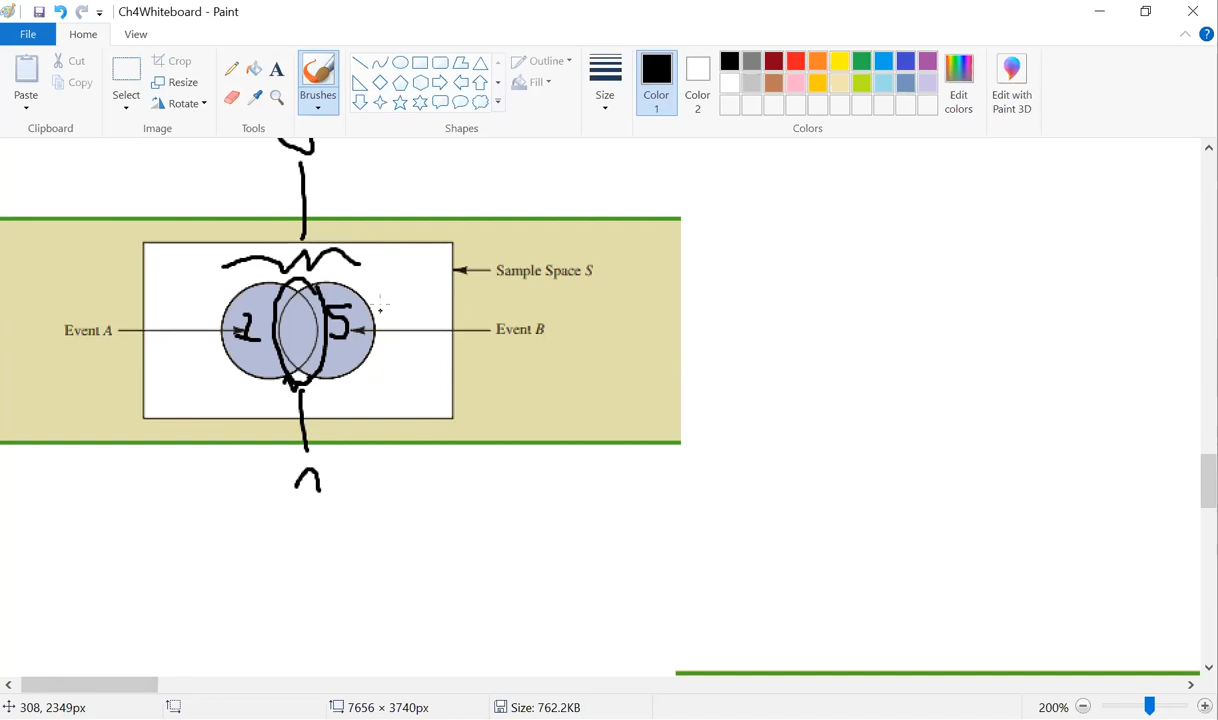 Ch4Whiteboard - Paint
File Home View
Cut
Copy
Paste
Clipboard
Crop
Resize
Rotate
Select
Image
A
Tools
Brushes
Outline
Fill
Shapes
Size
Color 1
Color 2
Edit colors
Edit with Paint 3D
Colors
Sample Space S
Event A
5
Event B
308, 2349px
7656 × 3740px
Size: 762.2KB
200%